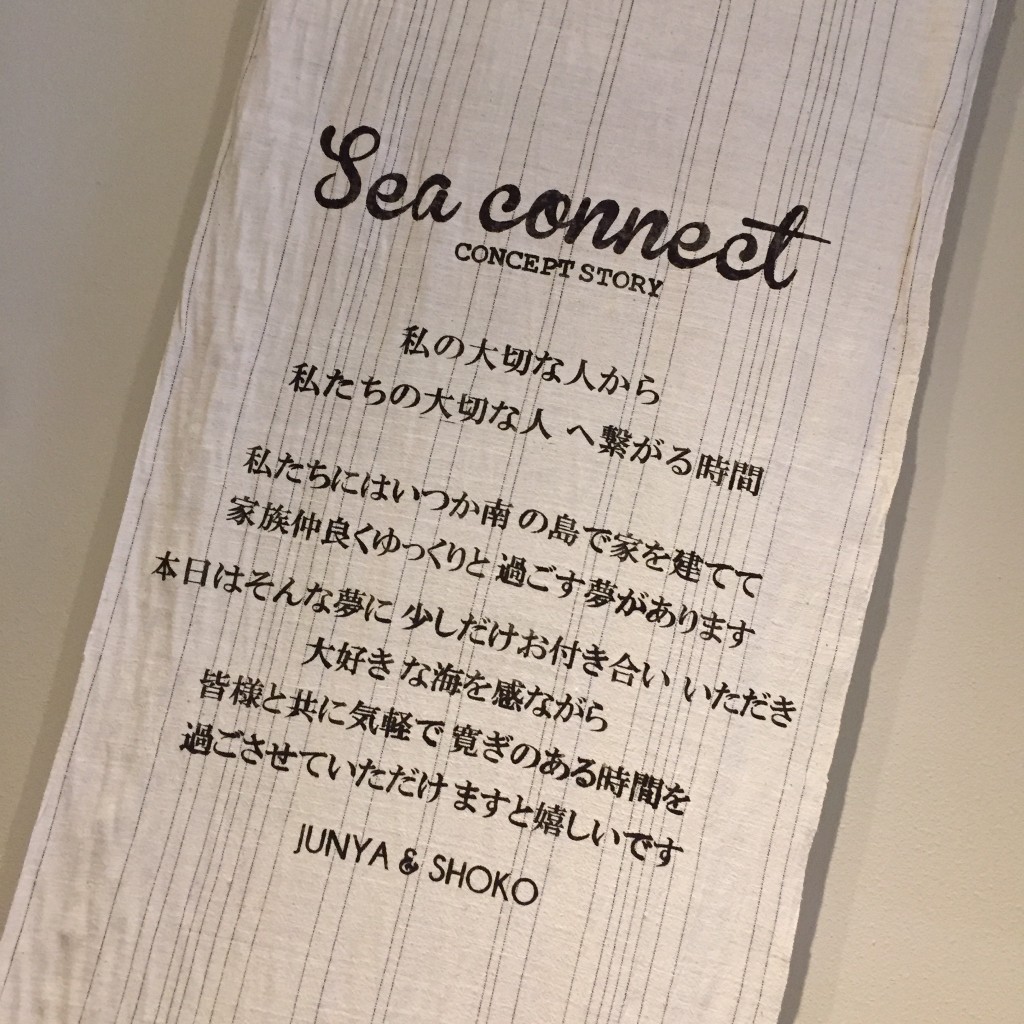 Sea connect
CONCEPT STORY
私の大切な人から
私たちの大切な人 へ繋がる時間
私たちにはいつか南の島で家を建てて
家族仲良くゆっくりと 過ごす夢があります
本日はそんな夢に 少しだけお付き合い いただき
大好きな海を感ながら
皆様と共に気軽で 寛ぎのある時間を
過ごさせていただけ ますと嬉しいです
JUNYA & SHOKO